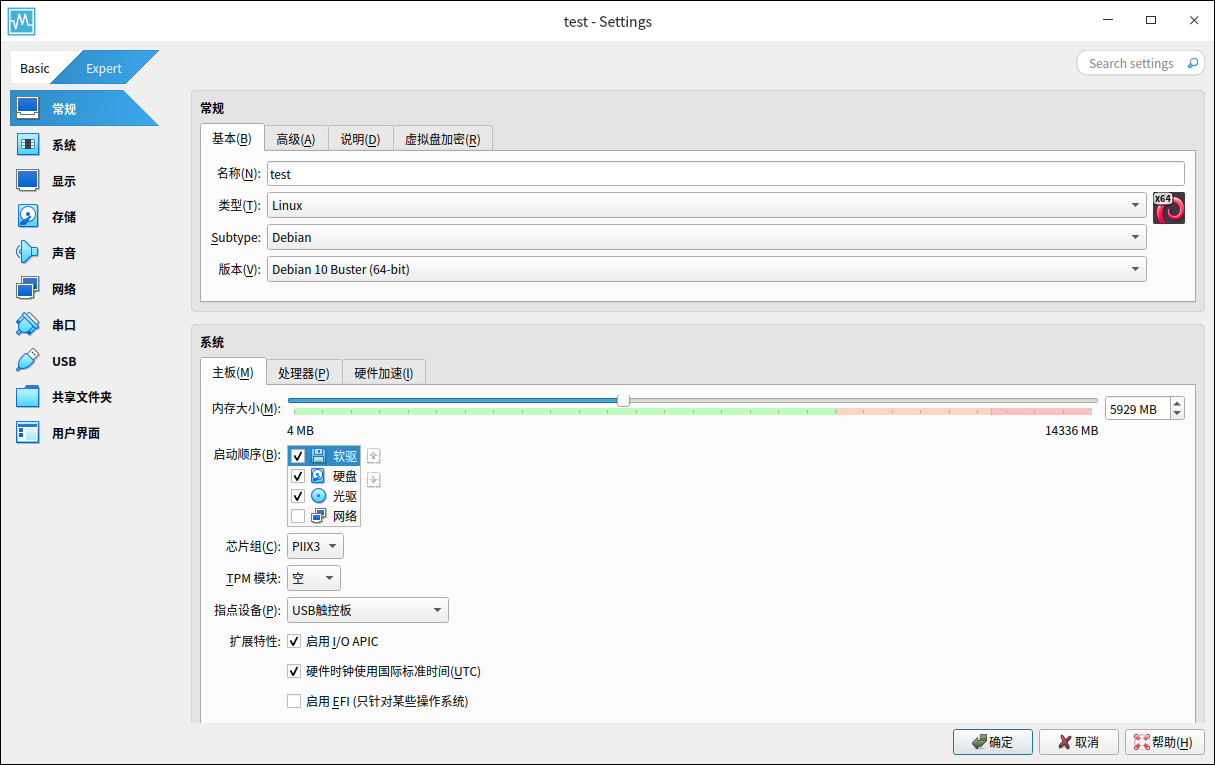 test - Settings
Basic
Expert
Search settings
常规
系统
显示
存储
声音
网络
串口
USB
共享文件夹
用户界面
常规
基本(B) 高级(A) 说明(D) 虚拟盘加密(R)
名称(N): test
类型(T): Linux
x64
Subtype: Debian
版本(V): Debian 10 Buster (64-bit)
系统
主板(M) 处理器(P) 硬件加速(l)
内存大小(M): 5929 MB
4 MB 14336 MB
启动顺序(B): 软驱
硬盘
光驱
网络
芯片组(C): PIIX3
TPM 模块: 空
指点设备(P): USB触控板
扩展特性: 启用 I/O APIC
硬件时钟使用国际标准时间(UTC)
启用 EFI (只针对某些操作系统)
确定 取消 帮助(H)